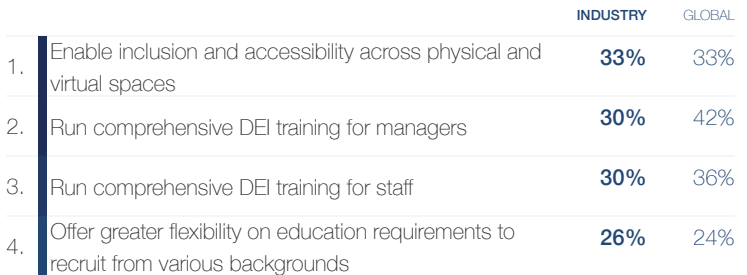 INDUSTRY GLOBAL
Enable inclusion and accessibility across physical and
1. 33% 33%
virtual spaces
2. Run comprehensive DEI training for managers 30% 42%
3. Run comprehensive DEI training for staff 30% 36%
Offer greater flexibility on education requirements to
4. 26% 24%
recruit from various backgrounds